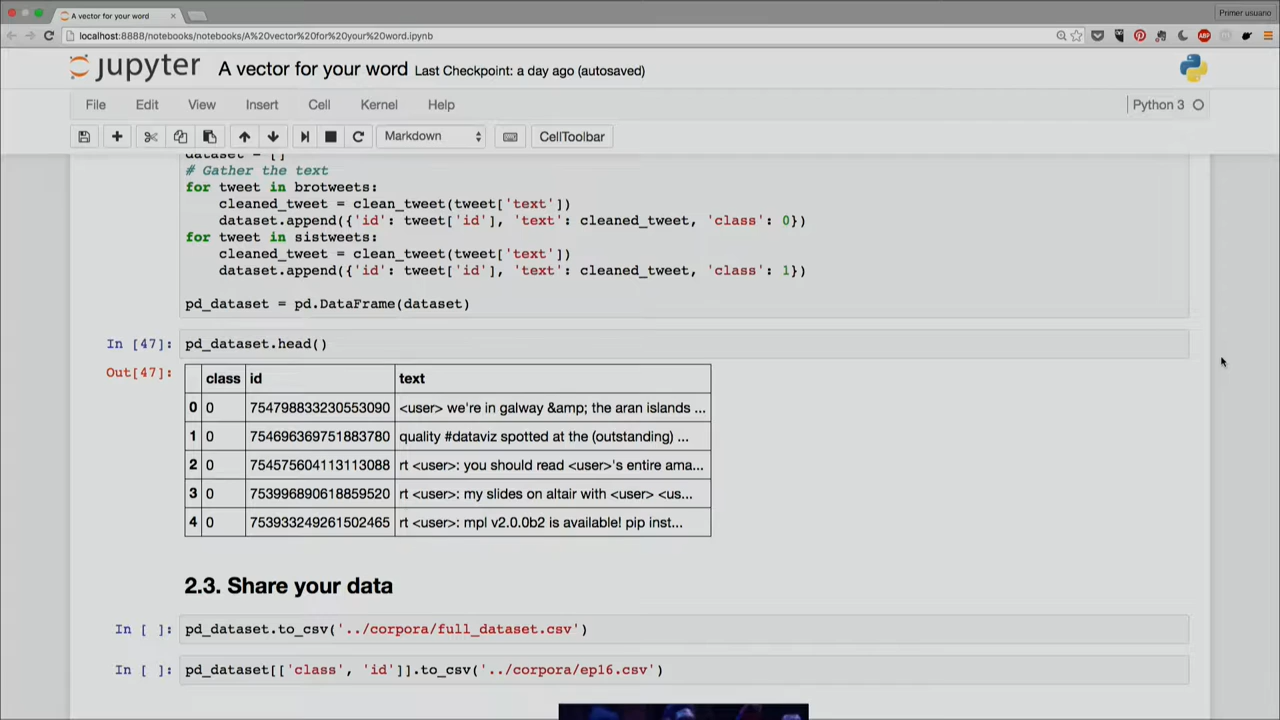 A vector for your word
Primer usuano
localhost:8888/notebooks/notebooks/A%20vector%20for%20your%20word.ipynb
ABP
jupyter A vector for your word Last Checkpoint: a day ago (autosaved)
File Edit View Insert Cell Kernel Help Python 3
Markdown CellToolbar
dataset = []
# Gather the text
for tweet in brotweets:
cleaned_tweet = clean_tweet(tweet['text'])
dataset.append({'id': tweet['id'], 'text': cleaned_tweet, 'class': 0})
for tweet in sistweets:
cleaned_tweet = clean_tweet(tweet['text'])
dataset.append({'id': tweet['id'], 'text': cleaned_tweet, 'class': 1})
pd_dataset = pd.DataFrame(dataset)
In [47]: pd_dataset.head()
Out[47]:
class id text
0 0 754798833230553090 <user> we're in galway &amp; the aran islands ...
1 0 754696369751883780 quality #dataviz spotted at the (outstanding) ...
2 0 754575604113113088 rt <user>: you should read <user>'s entire ama...
3 0 753996890618859520 rt <user>: my slides on altair with <user> <us...
4 0 753933249261502465 rt <user>: mpl v2.0.0b2 is available! pip inst...
2.3. Share your data
In [ ]: pd_dataset.to_csv('../corpora/full_dataset.csv')
In [ ]: pd_dataset[['class', 'id']].to_csv('../corpora/ep16.csv')